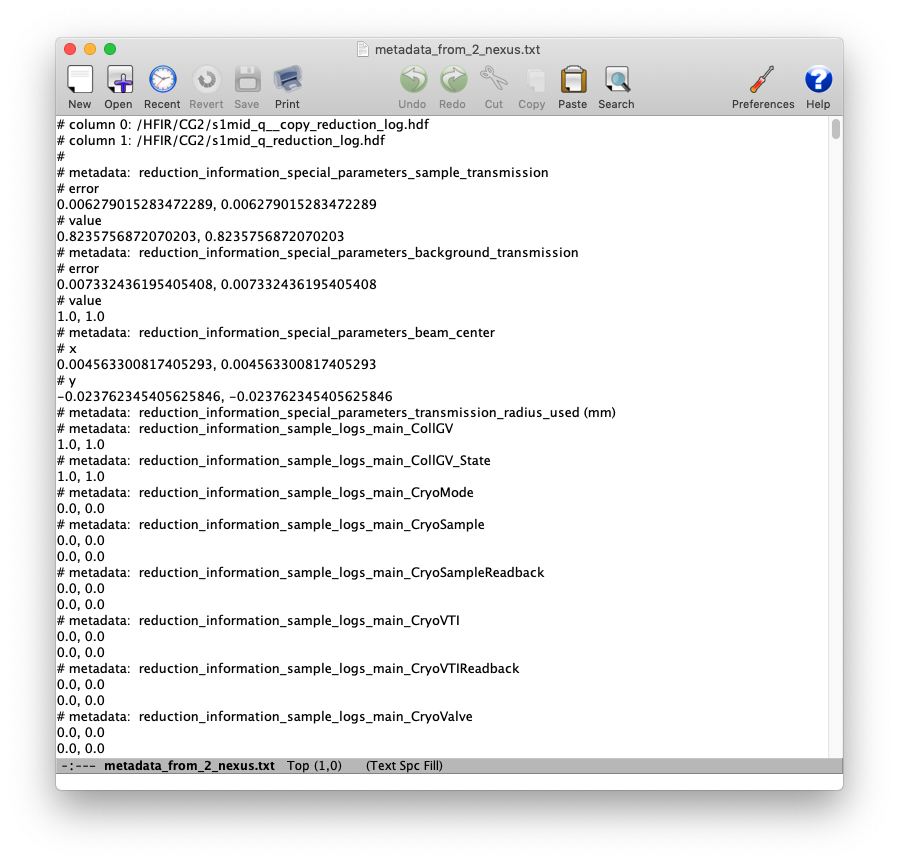 metadata_from_2_nexus.txt
New Open Recent Revert Save Print Undo Redo Cut Copy Paste Search Preferences Help
# column 0: /HFIR/CG2/s1mid_q__copy_reduction_log.hdf
# column 1: /HFIR/CG2/s1mid_q_reduction_log.hdf
#
# metadata:  reduction_information_special_parameters_sample_transmission
# error
0.006279015283472289, 0.006279015283472289
# value
0.8235756872070203, 0.8235756872070203
# metadata:  reduction_information_special_parameters_background_transmission
# error
0.007332436195405408, 0.007332436195405408
# value
1.0, 1.0
# metadata:  reduction_information_special_parameters_beam_center
# x
0.004563300817405293, 0.004563300817405293
# y
-0.023762345405625846, -0.023762345405625846
# metadata:  reduction_information_special_parameters_transmission_radius_used (mm)
# metadata:  reduction_information_sample_logs_main_CollGV
1.0, 1.0
# metadata:  reduction_information_sample_logs_main_CollGV_State
1.0, 1.0
# metadata:  reduction_information_sample_logs_main_CryoMode
0.0, 0.0
# metadata:  reduction_information_sample_logs_main_CryoSample
0.0, 0.0
0.0, 0.0
# metadata:  reduction_information_sample_logs_main_CryoSampleReadback
0.0, 0.0
0.0, 0.0
# metadata:  reduction_information_sample_logs_main_CryoVTI
0.0, 0.0
0.0, 0.0
# metadata:  reduction_information_sample_logs_main_CryoVTIReadback
0.0, 0.0
0.0, 0.0
# metadata:  reduction_information_sample_logs_main_CryoValve
0.0, 0.0
0.0, 0.0
-:--- metadata_from_2_nexus.txt Top (1,0) (Text Spc Fill)